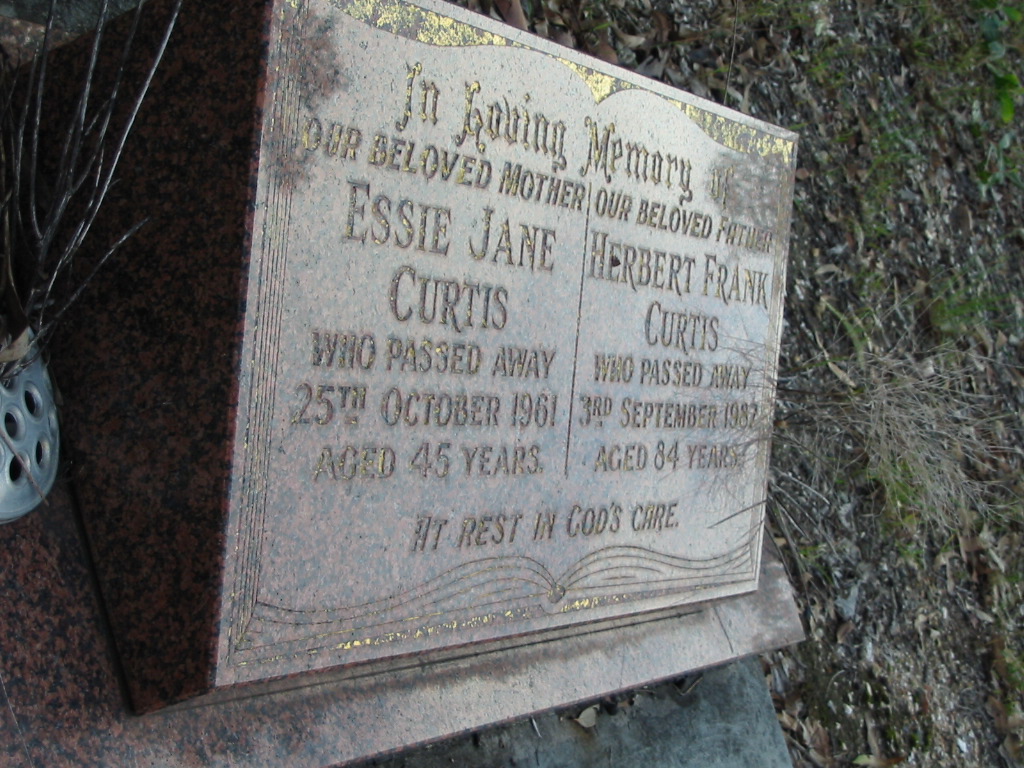 In Loving Memory of
OUR BELOVED MOTHER
ESSIE JANE
CURTIS
WHO PASSED AWAY
25TH OCTOBER 1961
AGED 45 YEARS.
OUR BELOVED FATHER
HERBERT FRANK
CURTIS
WHO PASSED AWAY
3RD SEPTEMBER 1987
AGED 84 YEARS.
AT REST IN GOD'S CARE.